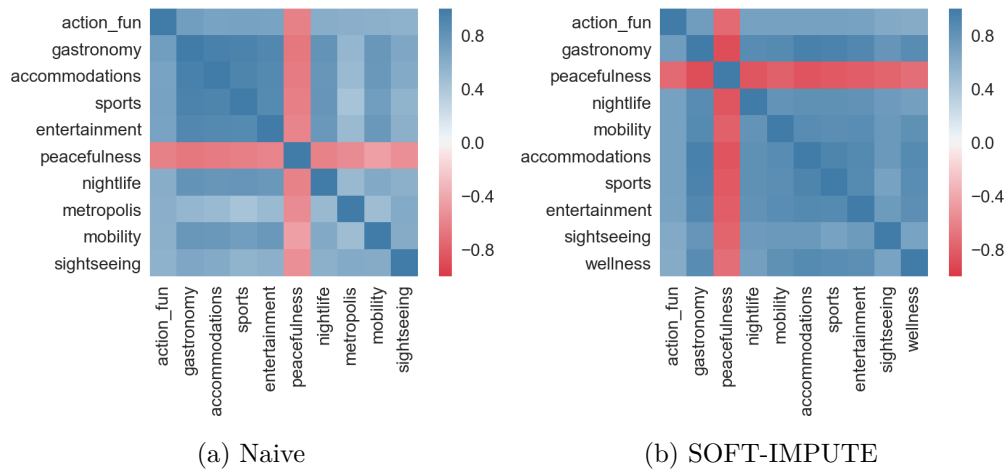 action_fun
gastronomy
accommodations
sports
entertainment
peacefulness
nightlife
metropolis
mobility
sightseeing
action_fun
gastronomy
accommodations
sports
entertainment
peacefulness
nightlife
metropolis
mobility
sightseeing
0.8
0.4
0.0
−0.4
−0.8
(a) Naive
action_fun
gastronomy
peacefulness
nightlife
mobility
accommodations
sports
entertainment
sightseeing
wellness
action_fun
gastronomy
peacefulness
nightlife
mobility
accommodations
sports
entertainment
sightseeing
wellness
0.8
0.4
0.0
−0.4
−0.8
(b) SOFT-IMPUTE